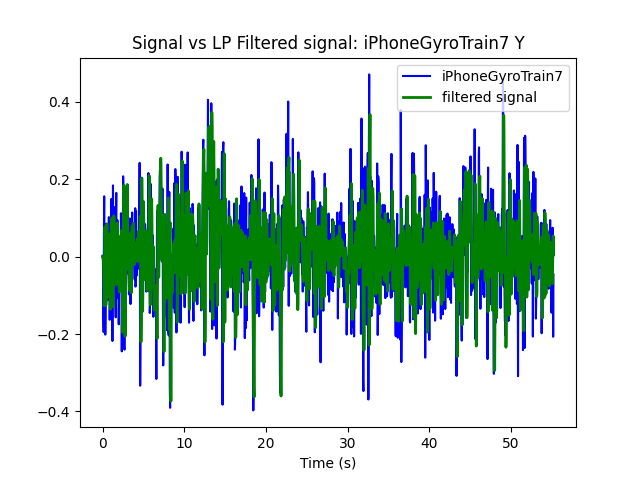 Signal vs LP Filtered signal: iPhoneGyroTrain7 Y
iPhoneGyroTrain7
filtered signal
0.4
0.2
0.0
−0.2
−0.4
0 10 20 30 40 50
Time (s)